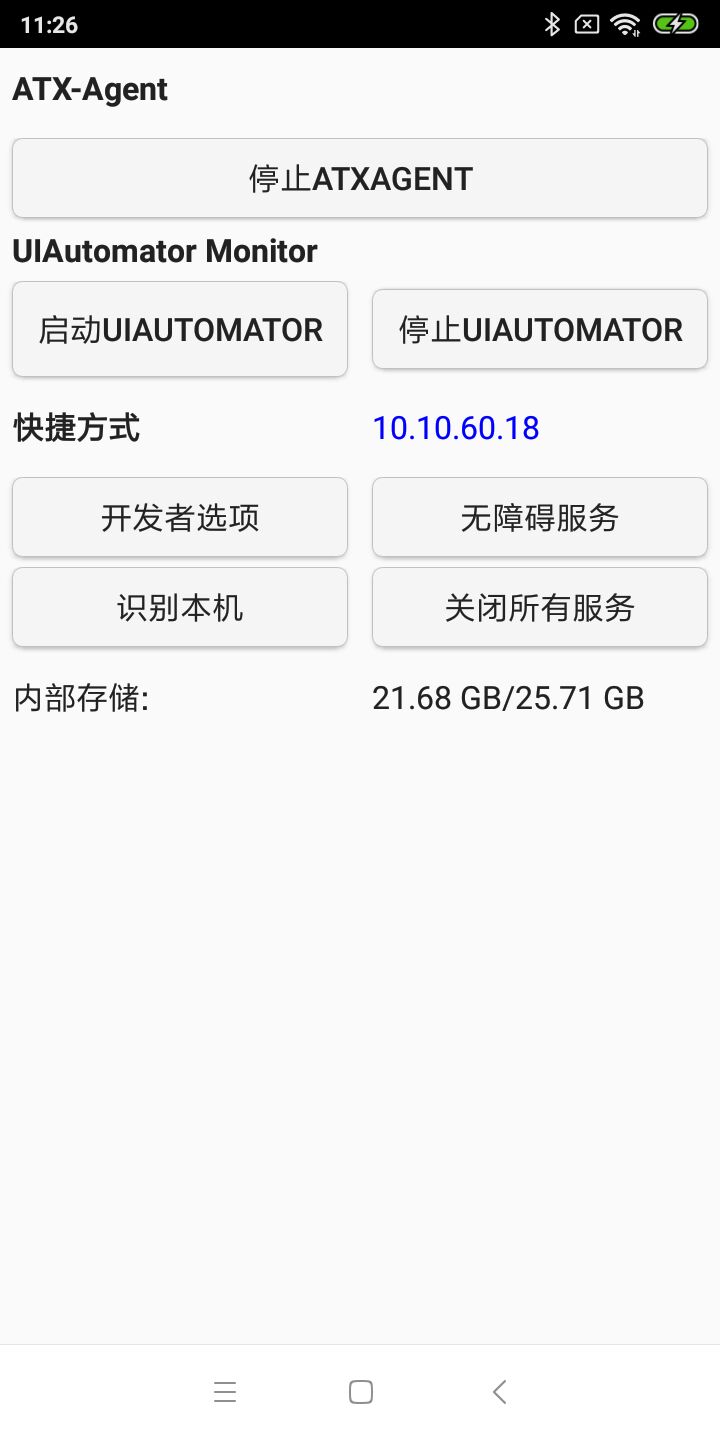 11:26
ATX-Agent
停止ATXAGENT
UIAutomator Monitor
启动UIAUTOMATOR 停止UIAUTOMATOR
快捷方式 10.10.60.18
开发者选项 无障碍服务
识别本机 关闭所有服务
内部存储: 21.68 GB/25.71 GB